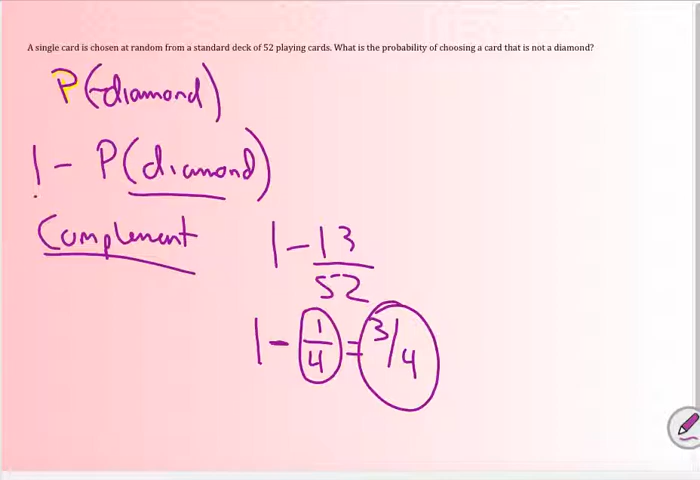 A single card is chosen at random from a standard deck of 52 playing cards. What is the probability of choosing a card that is not a diamond?
P(~diamond)
1 - P(diamond)
Complement
1 - 13/52
1 - 1/4 = 3/4